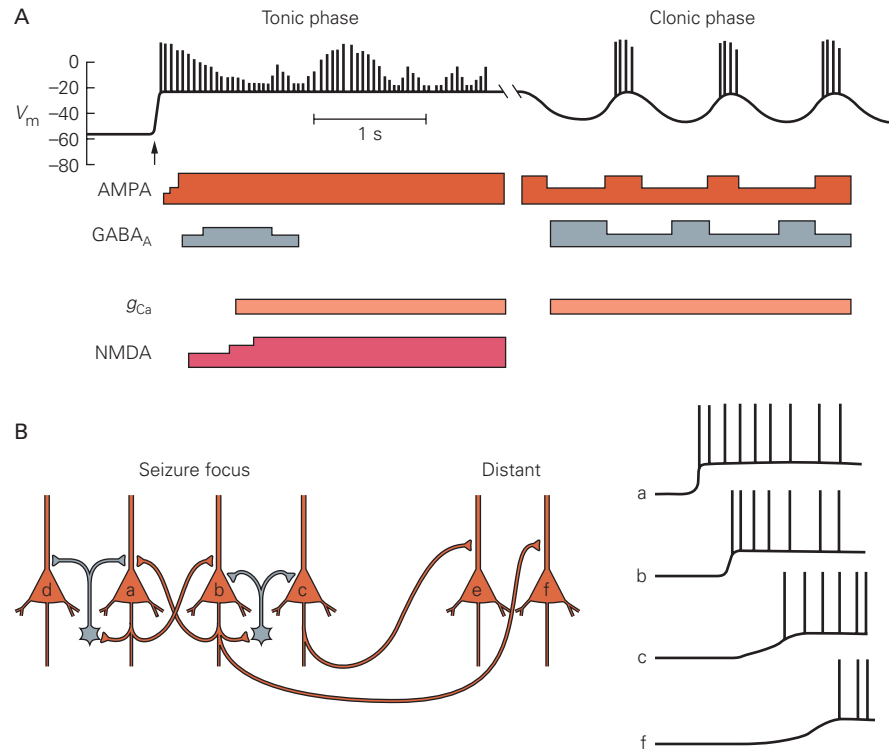 A
Tonic phase Clonic phase
0
−20
−40
−60
−80
Vm
1 s
AMPA
GABAA
gCa
NMDA
B
Seizure focus Distant
d a b c e f
a
b
c
f